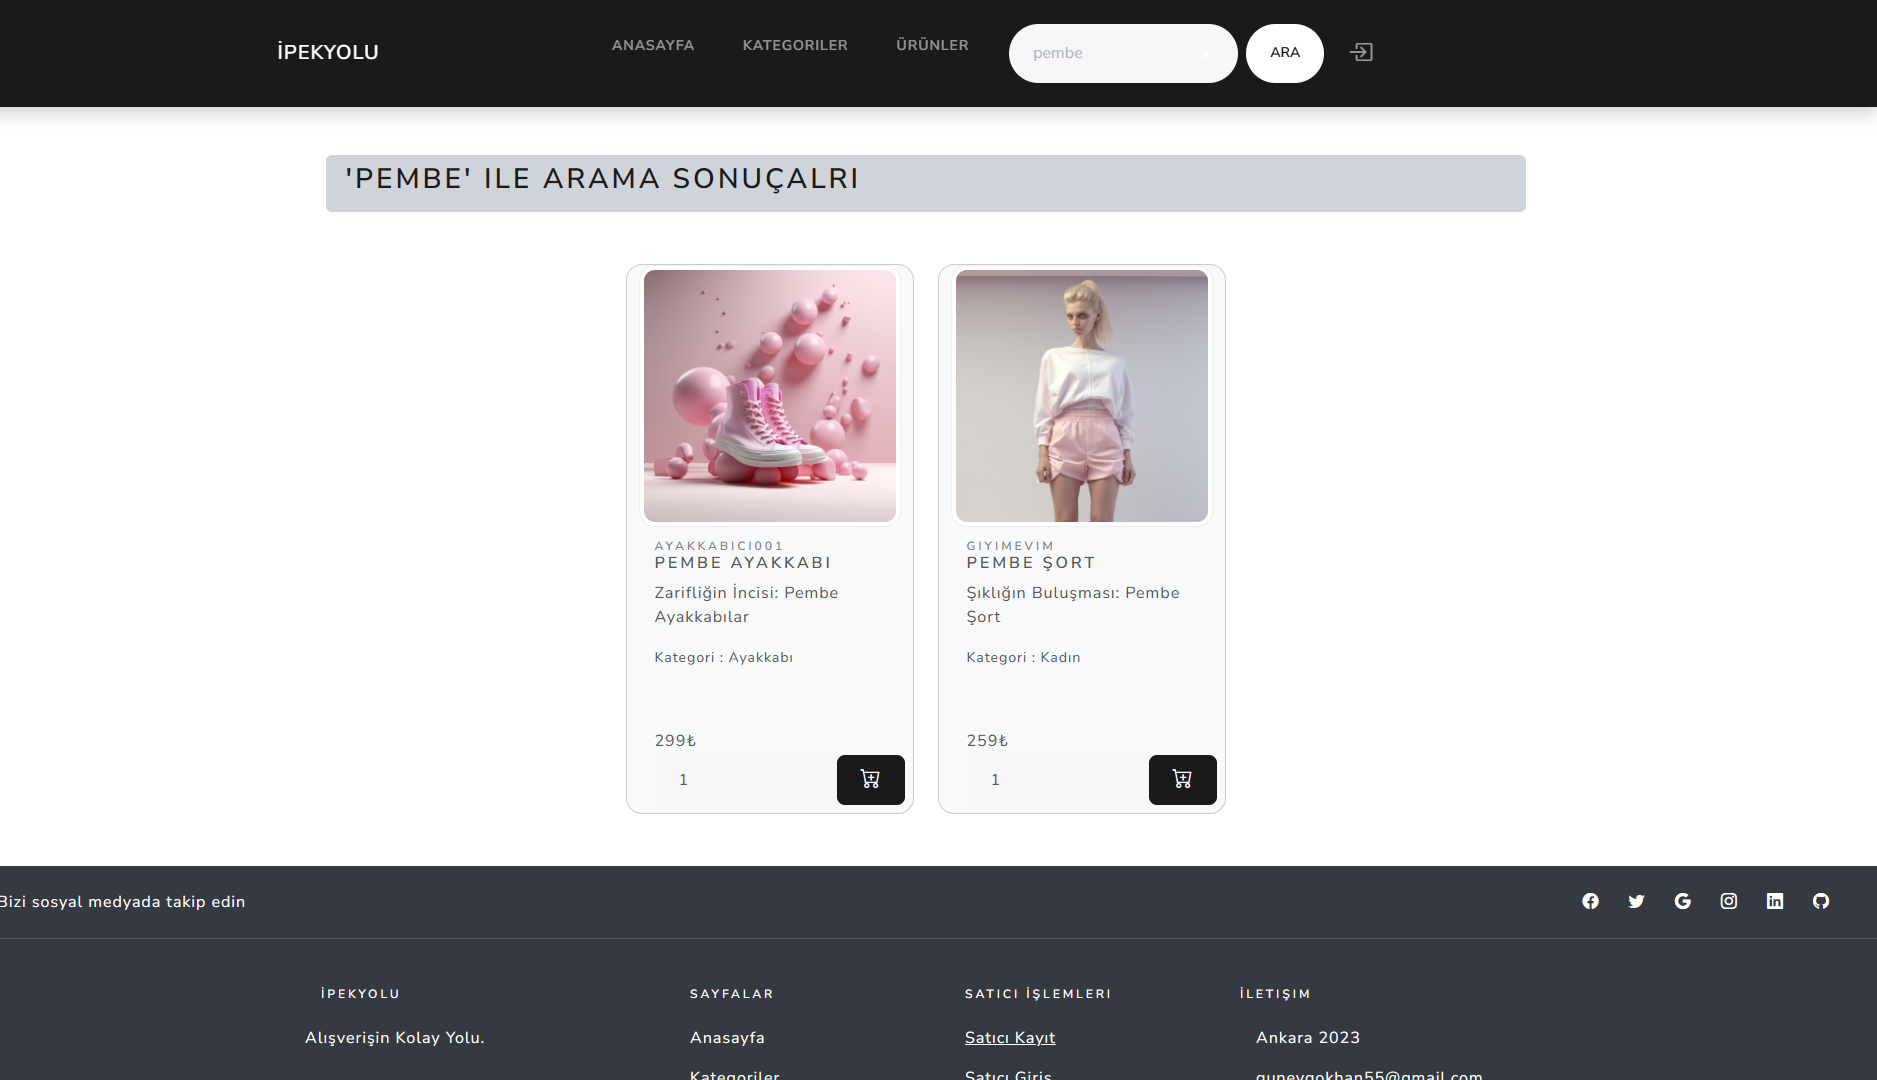 İPEKYOLU
ANASAYFA
KATEGORILER
ÜRÜNLER
pembe
ARA
'PEMBE' ILE ARAMA SONUÇALRI
AYAKKABICI001
PEMBE AYAKKABI
Zarifliğin İncisi: Pembe
Ayakkabılar
Kategori : Ayakkabı
299₺
1
GIYIMEVIM
PEMBE ŞORT
Şıklığın Buluşması: Pembe
Şort
Kategori : Kadın
259₺
1
Bizi sosyal medyada takip edin
İPEKYOLU
Alışverişin Kolay Yolu.
SAYFALAR
Anasayfa
Kategoriler
SATICI İŞLEMLERI
Satıcı Kayıt
Satıcı Giriş
İLETIŞIM
Ankara 2023
guneygokhan55@gmail.com